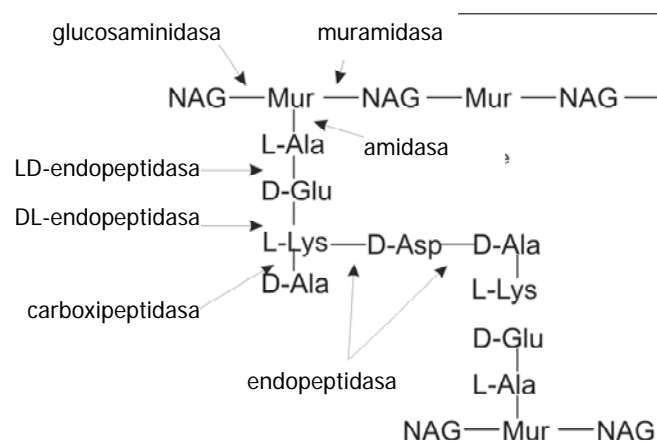 glucosaminidasa muramidasa
NAG—Mur—NAG—Mur—NAG—
L-Ala amidasa
e
LD-endopeptidasa
D-Glu
DL-endopeptidasa
L-Lys—D-Asp—D-Ala
D-Ala L-Lys
carboxipeptidasa
D-Glu
endopeptidasa
L-Ala
NAG—Mur—NAG